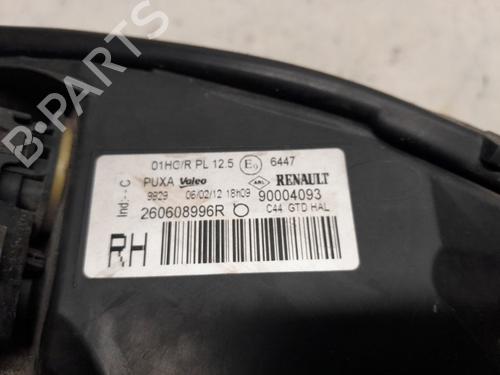 01HC/R PL 12.5 E9 6447
Ind:- C PUXA Valeo RENAULT
9829 06/02/12 18h09 90004093
260608996R C44 GTD HAL
RH
B-PARTS